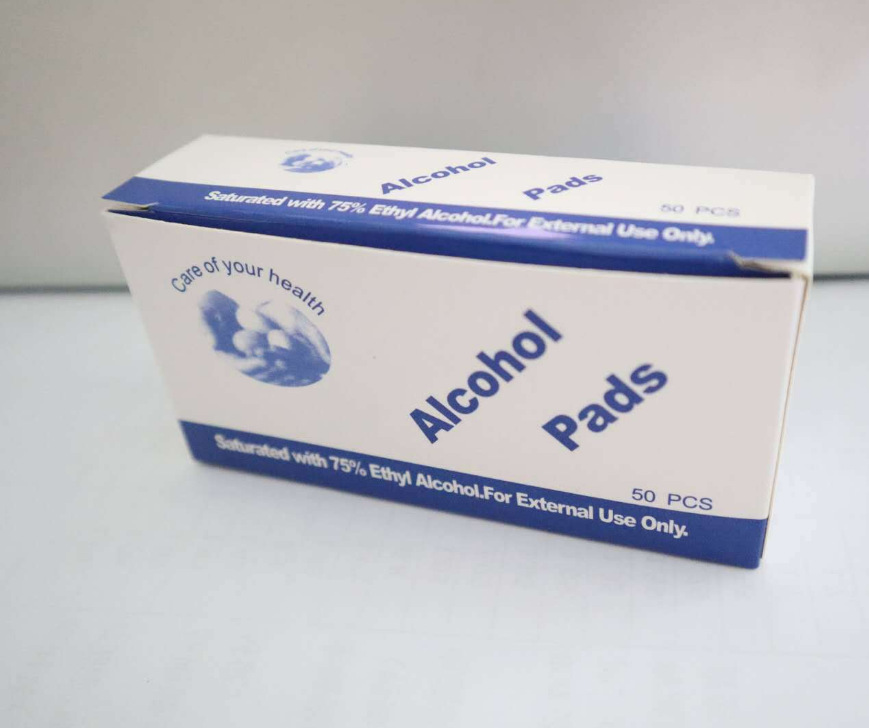 Alcohol
Pads
50 PCS
Saturated with 75% Ethyl Alcohol.For External Use Only.
Care of your health
Alcohol
Pads
50 PCS
Saturated with 75% Ethyl Alcohol.For External Use Only.